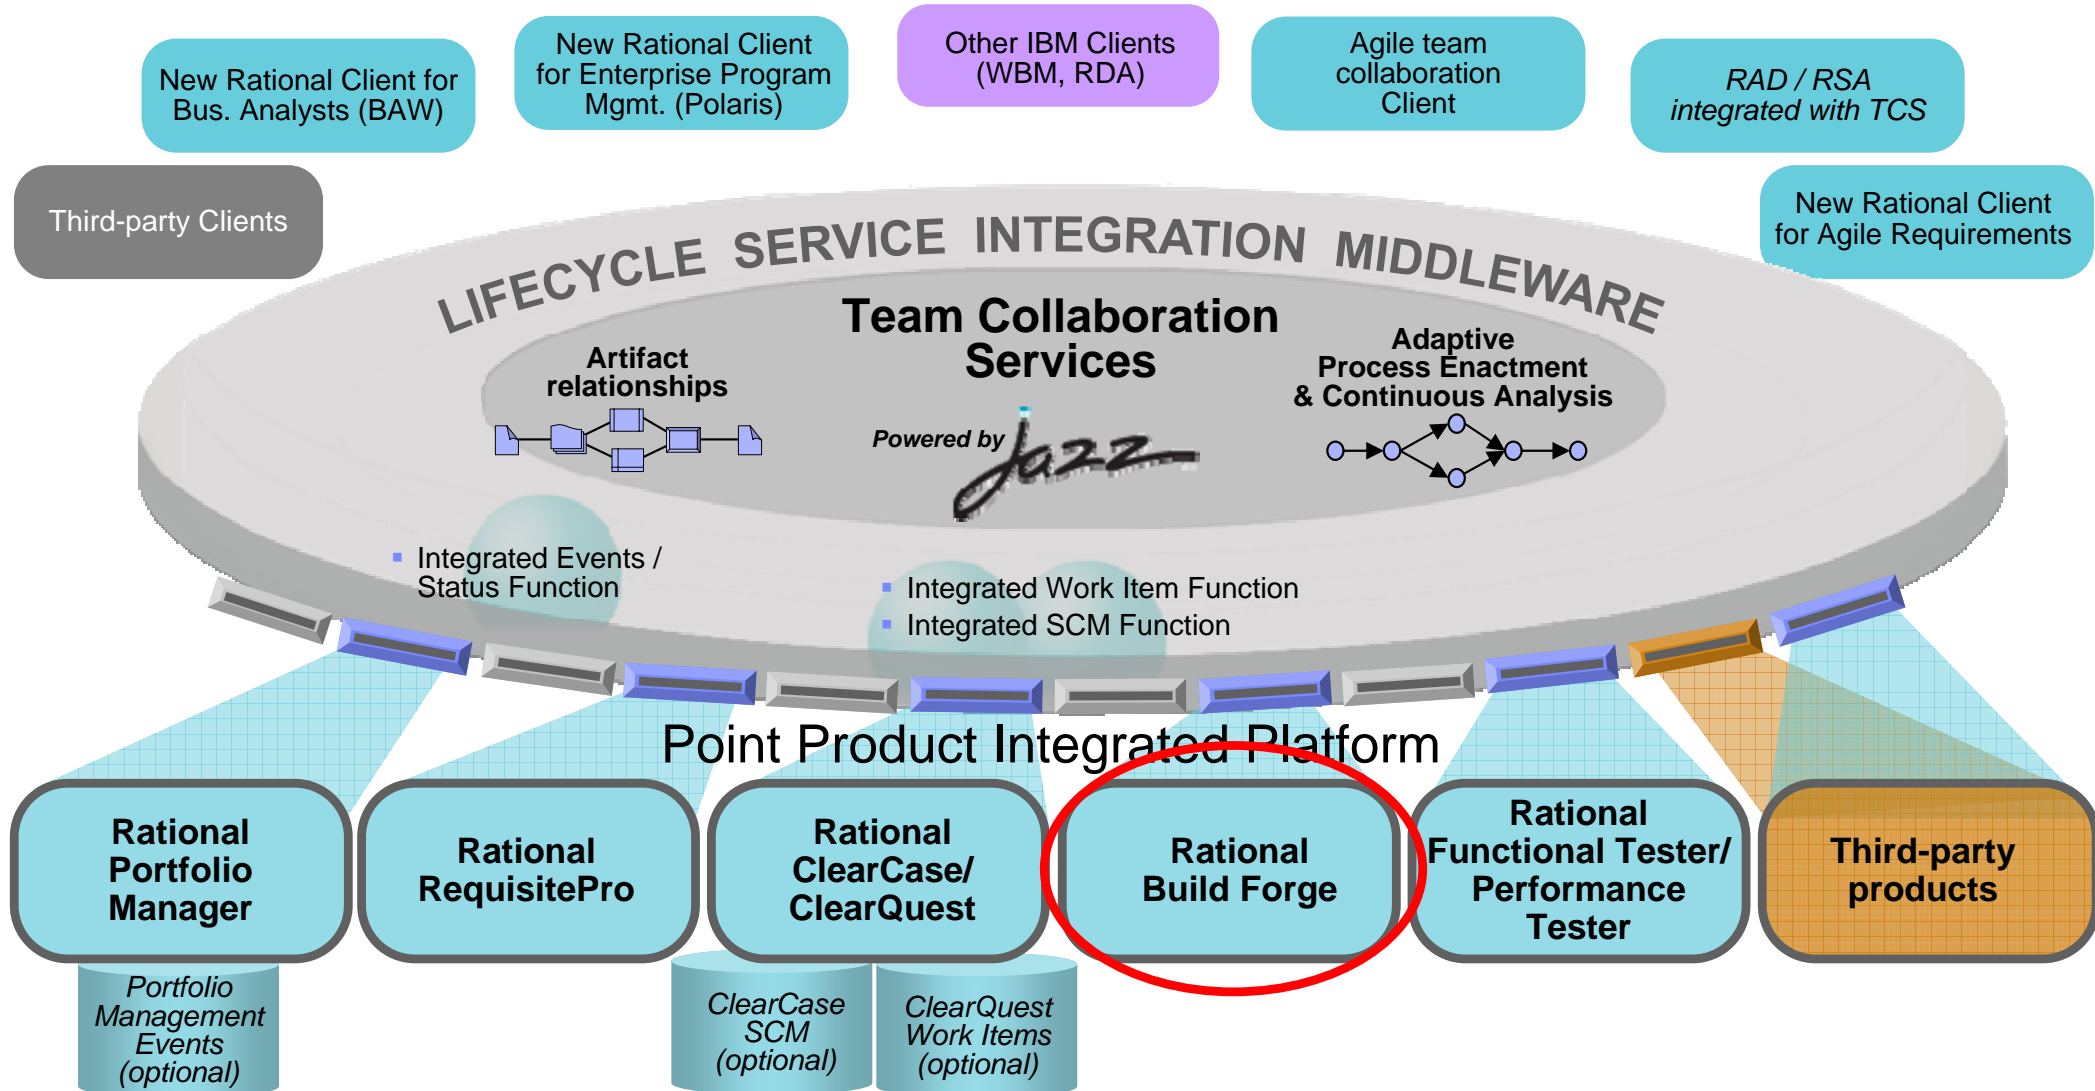 New Rational Client for
Bus. Analysts (BAW)
New Rational Client
for Enterprise Program
Mgmt. (Polaris)
Other IBM Clients
(WBM, RDA)
Agile team
collaboration
Client
RAD / RSA
integrated with TCS
Third-party Clients
New Rational Client
for Agile Requirements
LIFECYCLE SERVICE INTEGRATION MIDDLEWARE
Team Collaboration
Services
Artifact
relationships
Adaptive
Process Enactment
& Continuous Analysis
Powered by
Jazz
Integrated Events /
Status Function
Integrated Work Item Function
Integrated SCM Function
Point Product Integrated Platform
Rational
Portfolio
Manager
Rational
RequisitePro
Rational
ClearCase/
ClearQuest
Rational
Build Forge
Rational
Functional Tester/
Performance
Tester
Third-party
products
Portfolio
Management
Events
(optional)
ClearCase
SCM
(optional)
ClearQuest
Work Items
(optional)